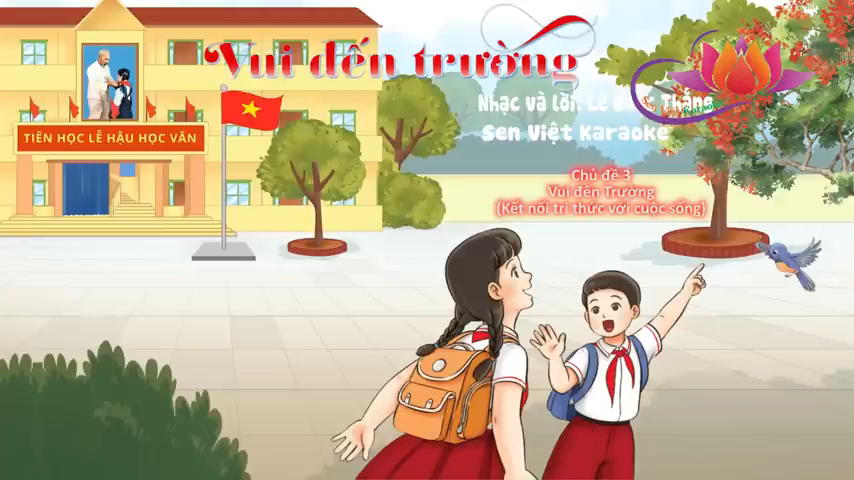 Vui đến trường
Nhạc và lời: Lê Thắng
Sen Việt Karaoke
TIÊN HỌC LỄ HẬU HỌC VĂN
Chủ đề 3
Vui đến Trường
(Kết nối tri thức với cuộc sống)